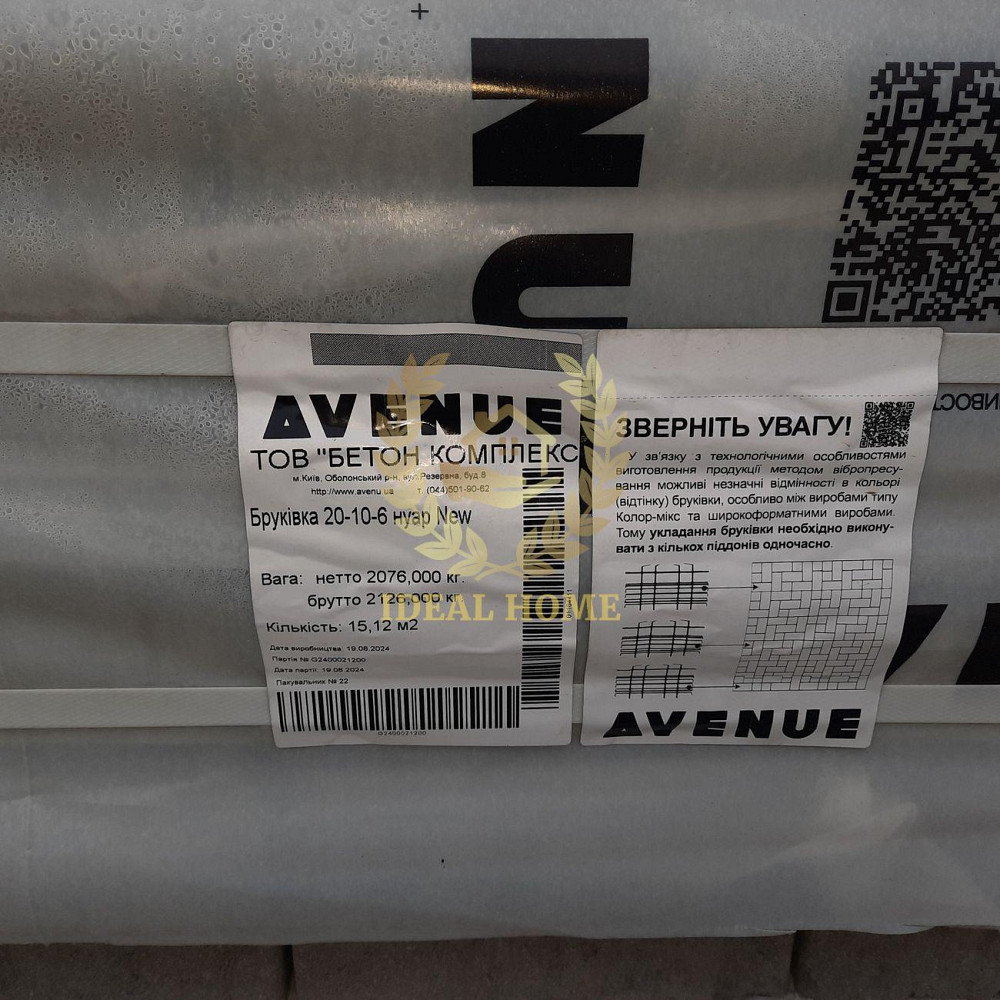 NU
AVENUE
ТОВ "БЕТОН КОМПЛЕКС
м.Київ, Оболонський р-н, вул. Резервна, буд.8
http://www.avenu.ua т. (044)501-90-62
Бруківка 20-10-6 нуар New
Вага: нетто 2076,000 кг.
брутто 2126,000 кг.
Кількість: 15,12 м2
Дата виробництва: 19.08.2024
Партія № G2400021200
Дата партії: 19.08.2024
Пакувальник № 22
G2400021200
ЗВЕРНІТЬ УВАГУ!
У зв'язку з технологічними особливостями
виготовлення продукції методом вібропресу-
вання можливі незначні відмінності в кольорі
(відтінку) бруківки, особливо між виробами типу
Колор-мікс та широкоформатними виробами.
Тому укладання бруківки необхідно викону-
вати з кількох піддонів одночасно.
AVENUE
IDEAL HOME